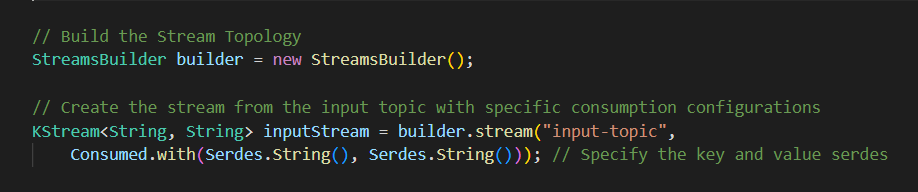 // Build the Stream Topology
StreamsBuilder builder = new StreamsBuilder();
// Create the stream from the input topic with specific consumption configurations
KStream<String, String> inputStream = builder.stream("input-topic",
Consumed.with(Serdes.String(), Serdes.String())); // Specify the key and value serdes